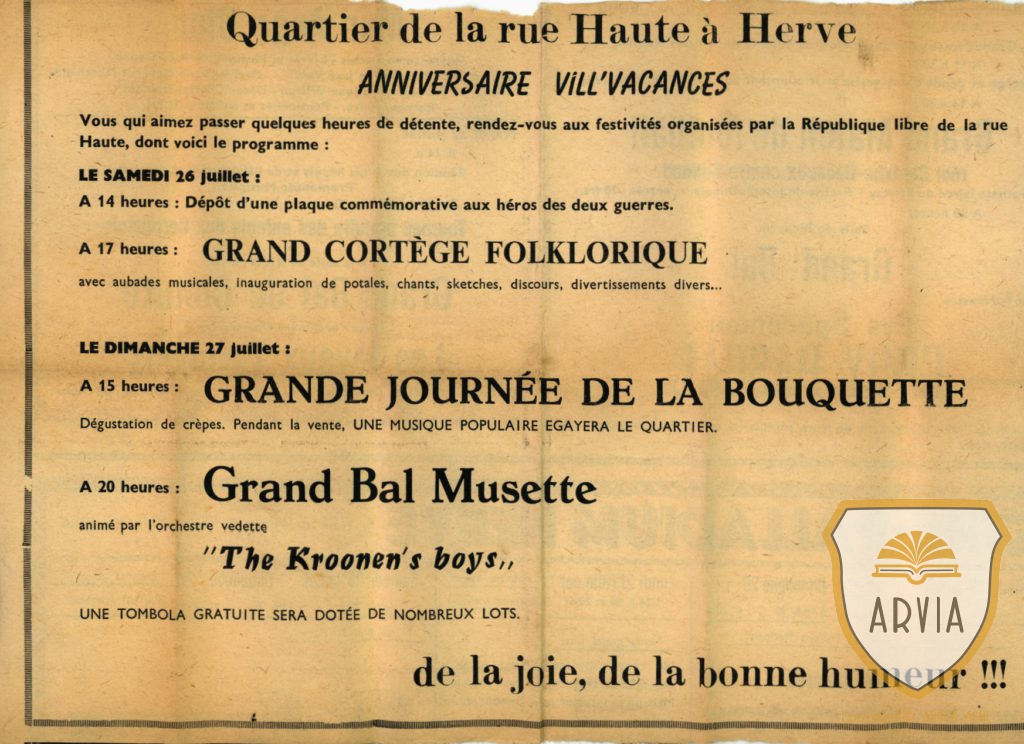 Quartier de la rue Haute à Herve
ANNIVERSAIRE VILL'VACANCES
Vous qui aimez passer quelques heures de détente, rendez-vous aux festivités organisées par la République libre de la rue
Haute, dont voici le programme :
LE SAMEDI 26 juillet :
A 14 heures : Dépôt d'une plaque commémorative aux héros des deux guerres.
A 17 heures : GRAND CORTÈGE FOLKLORIQUE
avec aubades musicales, inauguration de potales, chants, sketches, discours, divertissements divers...
LE DIMANCHE 27 juillet :
A 15 heures : GRANDE JOURNÉE DE LA BOUQUETTE
Dégustation de crèpes. Pendant la vente, UNE MUSIQUE POPULAIRE EGAYERA LE QUARTIER.
A 20 heures : Grand Bal Musette
animé par l'orchestre vedette
"The Kroonen's boys,,
UNE TOMBOLA GRATUITE SERA DOTÉE DE NOMBREUX LOTS.
de la joie, de la bonne humeur !!!
ARVIA